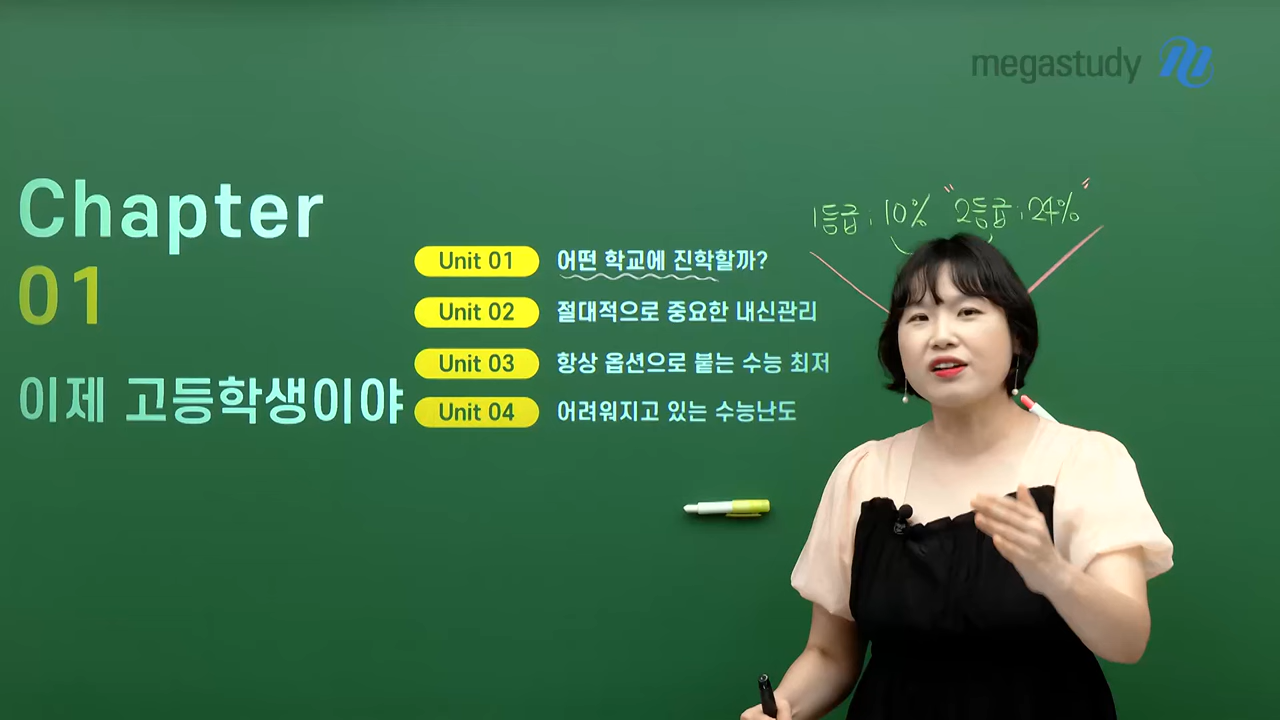 megastudy
Chapter
01
이제 고등학생이야
Unit 01 어떤 학교에 진학할까?
Unit 02 절대적으로 중요한 내신관리
Unit 03 항상 옵션으로 붙는 수능 최저
Unit 04 어려워지고 있는 수능난도
1등급 : 10% "2등급 : 24%"